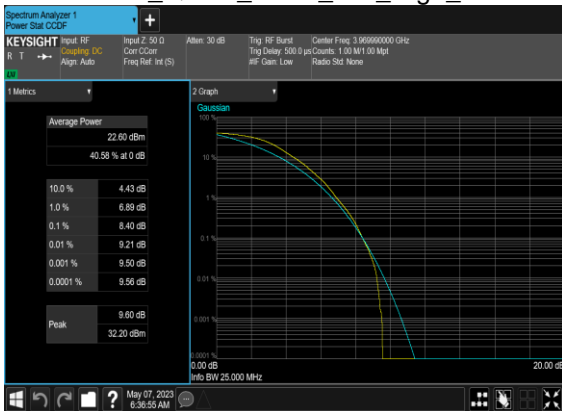 Spectrum Analyzer 1
Power Stat CCDF
KEYSIGHT
R T
Input: RF
Coupling: DC
Align: Auto
Input Z: 50 Ω
Corr CCorr
Freq Ref: Int (S)
Atten: 30 dB
Trig: RF Burst
Trig Delay: 500.0 µs
#IF Gain: Low
Center Freq: 3.969990000 GHz
Counts: 1.00 M/1.00 Mpt
Radio Std: None
1 Metrics
Average Power
22.60 dBm
40.58 % at 0 dB
10.0 % 4.43 dB
1.0 % 6.89 dB
0.1 % 8.40 dB
0.01 % 9.21 dB
0.001 % 9.50 dB
0.0001 % 9.56 dB
Peak
9.60 dB
32.20 dBm
2 Graph
Gaussian
100 %
10 %
1 %
0.1 %
0.01 %
0.001 %
0.0001 %
0.00 dB
20.00 dB
Info BW 25.000 MHz
May 07, 2023
6:36:55 AM